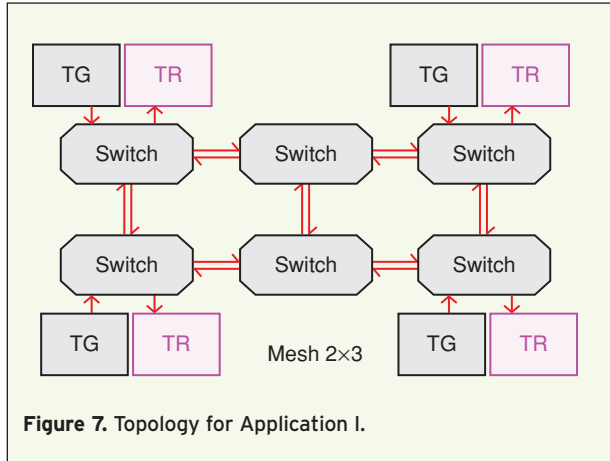 TG TR TG TR
Switch Switch Switch
Switch Switch Switch
TG TR Mesh 2×3 TG TR
Figure 7. Topology for Application I.